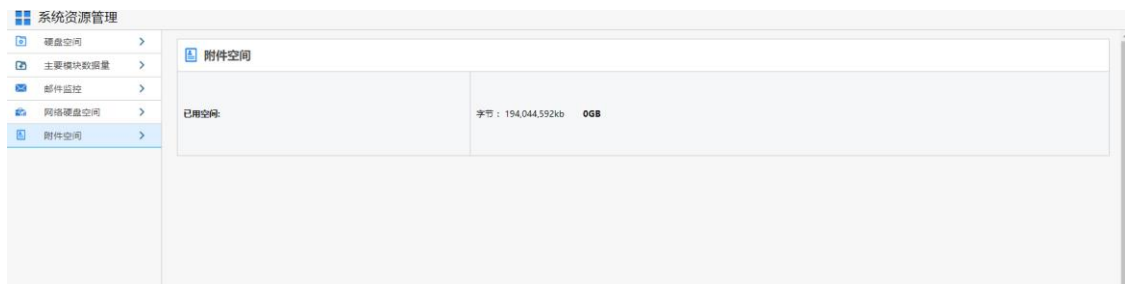 系统资源管理
硬盘空间
主要模块数据量
邮件监控
网络硬盘空间
附件空间
附件空间
已用空间:
字节： 194,044,592kb 0GB